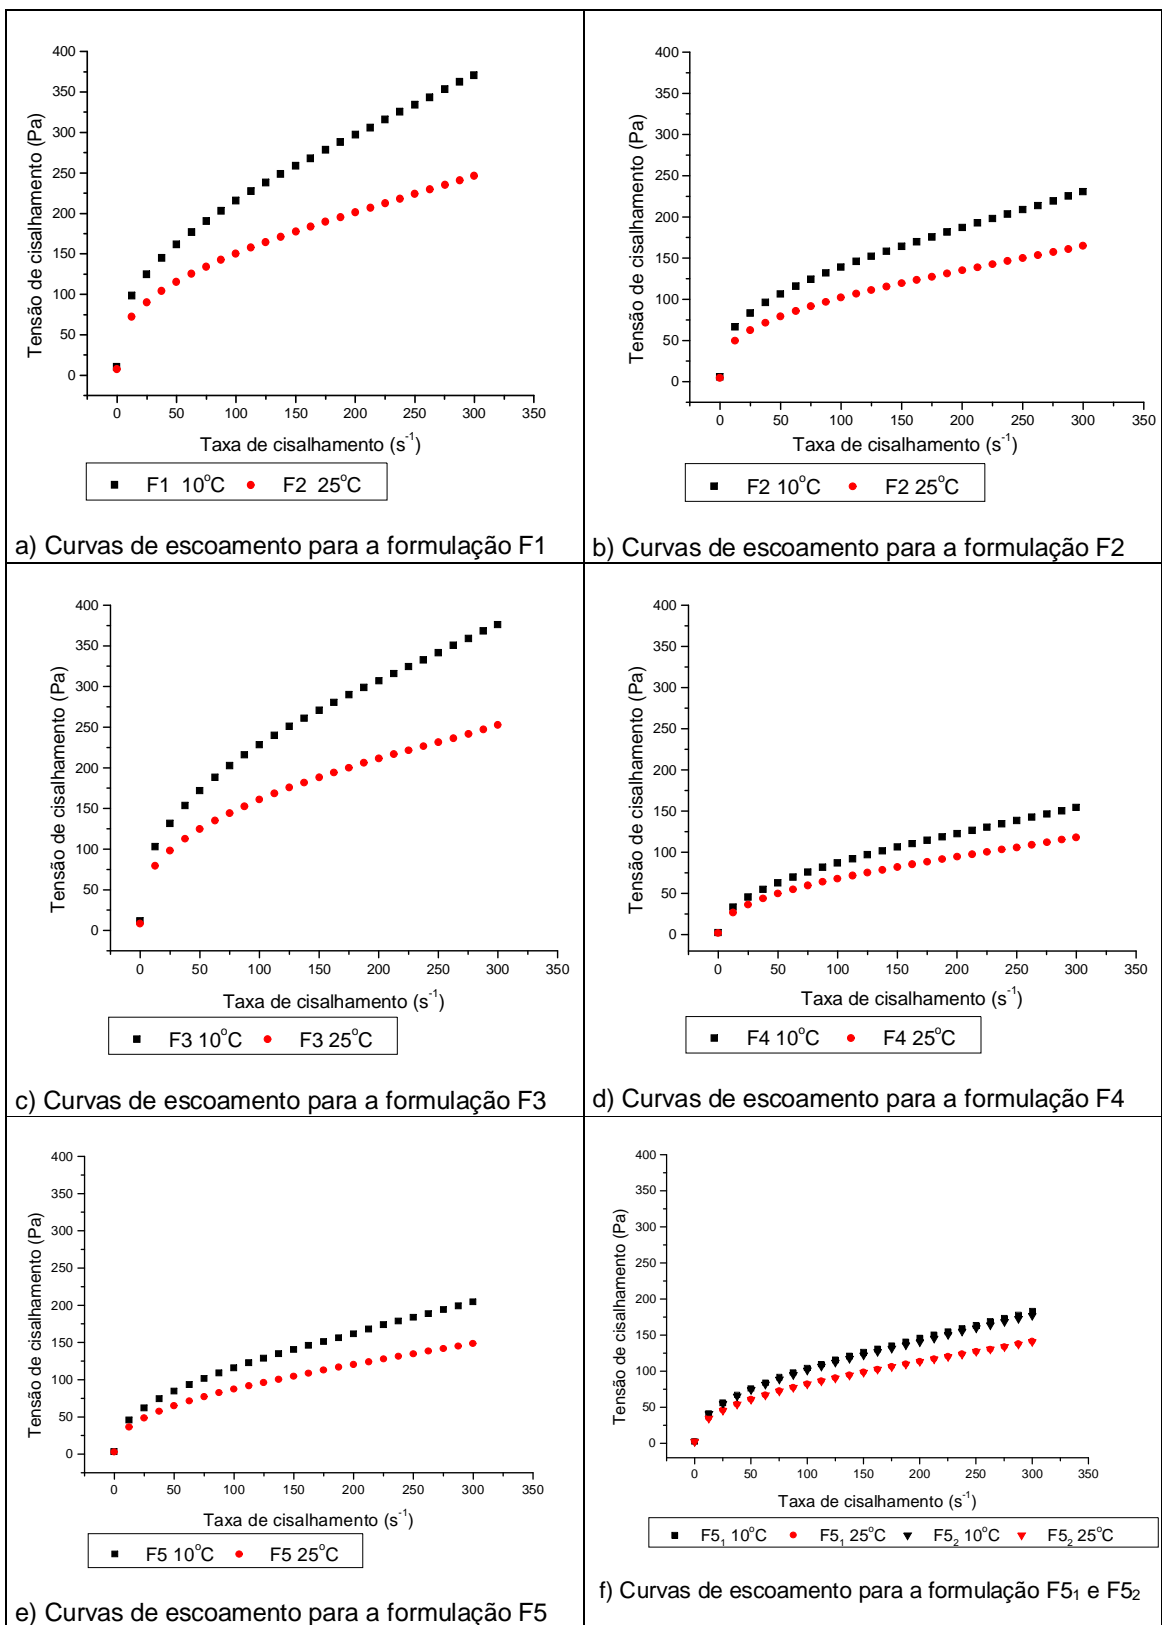 400
350
300
250
200
150
100
50
0
Tensão de cisalhamento (Pa)
0 50 100 150 200 250 300 350
Taxa de cisalhamento (s⁻¹)
F1 10°C F2 25°C
a) Curvas de escoamento para a formulação F1
400
350
300
250
200
150
100
50
0
Tensão de cisalhamento (Pa)
0 50 100 150 200 250 300 350
Taxa de cisalhamento (s⁻¹)
F2 10°C F2 25°C
b) Curvas de escoamento para a formulação F2
400
350
300
250
200
150
100
50
0
Tensão de cisalhamento (Pa)
0 50 100 150 200 250 300 350
Taxa de cisalhamento (s⁻¹)
F3 10°C F3 25°C
c) Curvas de escoamento para a formulação F3
400
350
300
250
200
150
100
50
0
Tensão de cisalhamento (Pa)
0 50 100 150 200 250 300 350
Taxa de cisalhamento (s⁻¹)
F4 10°C F4 25°C
d) Curvas de escoamento para a formulação F4
400
350
300
250
200
150
100
50
0
Tensão de cisalhamento (Pa)
0 50 100 150 200 250 300 350
Taxa de cisalhamento (s⁻¹)
F5 10°C F5 25°C
e) Curvas de escoamento para a formulação F5
400
350
300
250
200
150
100
50
0
Tensão de cisalhamento (Pa)
0 50 100 150 200 250 300 350
Taxa de cisalhamento (s⁻¹)
F5₁ 10°C F5₁ 25°C F5₂ 10°C F5₂ 25°C
f) Curvas de escoamento para a formulação F5₁ e F5₂